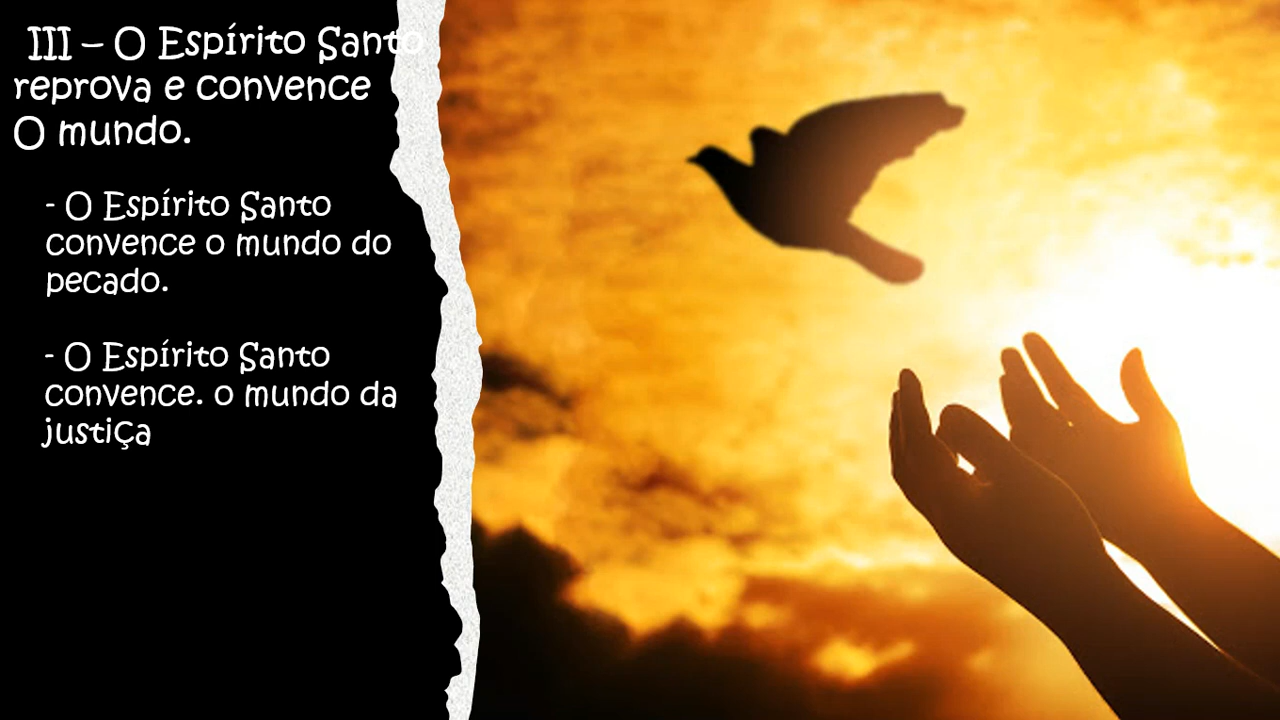 III – O Espírito Santo
reprova e convence
O mundo.
- O Espírito Santo
convence o mundo do
pecado.
- O Espírito Santo
convence. o mundo da
justiça